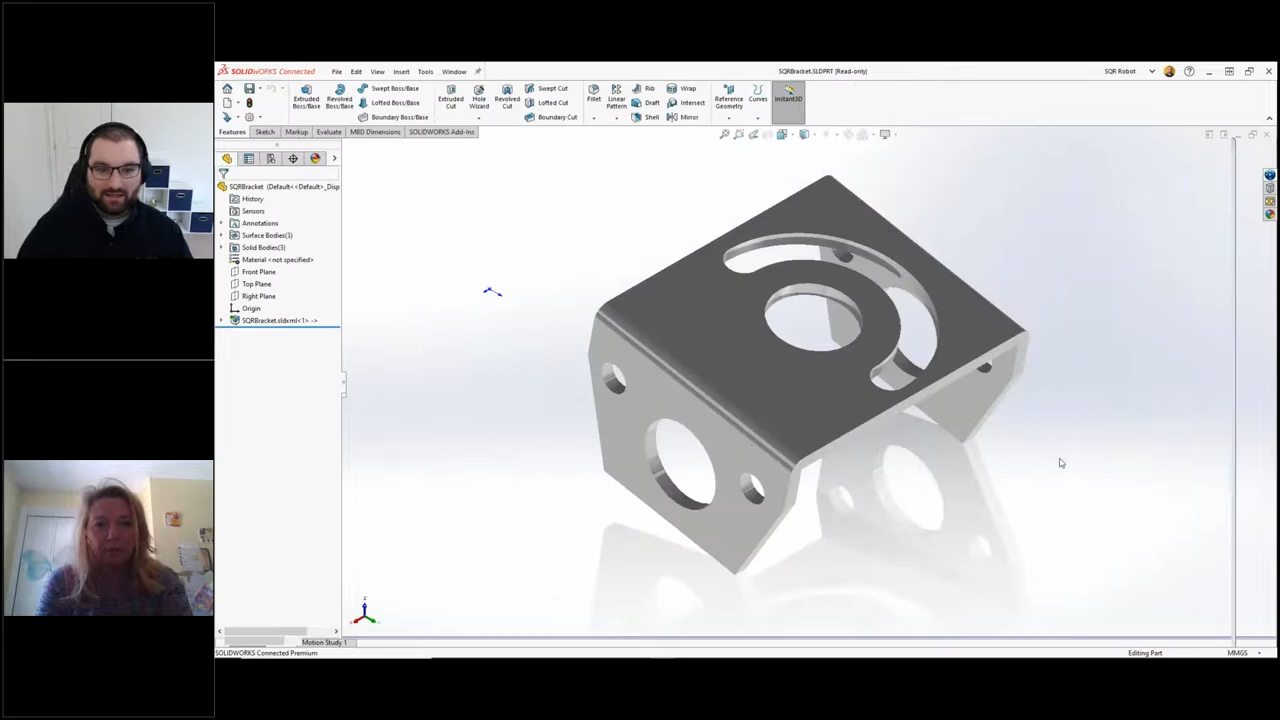 SOLIDWORKS Connected File Edit View Insert Tools Window SQRBracket.SLDPRT [Read-only] SQR Robot
Extruded Boss/Base Revolved Boss/Base Swept Boss/Base Lofted Boss/Base Boundary Boss/Base Extruded Cut Hole Wizard Revolved Cut Swept Cut Lofted Cut Boundary Cut Fillet Linear Pattern Rib Draft Shell Wrap Intersect Mirror Reference Geometry Curves Instant3D
Features Sketch Markup Evaluate MBD Dimensions SOLIDWORKS Add-Ins
SQRBracket (Default<<Default>_Disp
History
Sensors
Annotations
Surface Bodies(3)
Solid Bodies(3)
Material <not specified>
Front Plane
Top Plane
Right Plane
Origin
SQRBracket.sldxml<1> ->
Z
Motion Study 1
SOLIDWORKS Connected Premium Editing Part MMGS